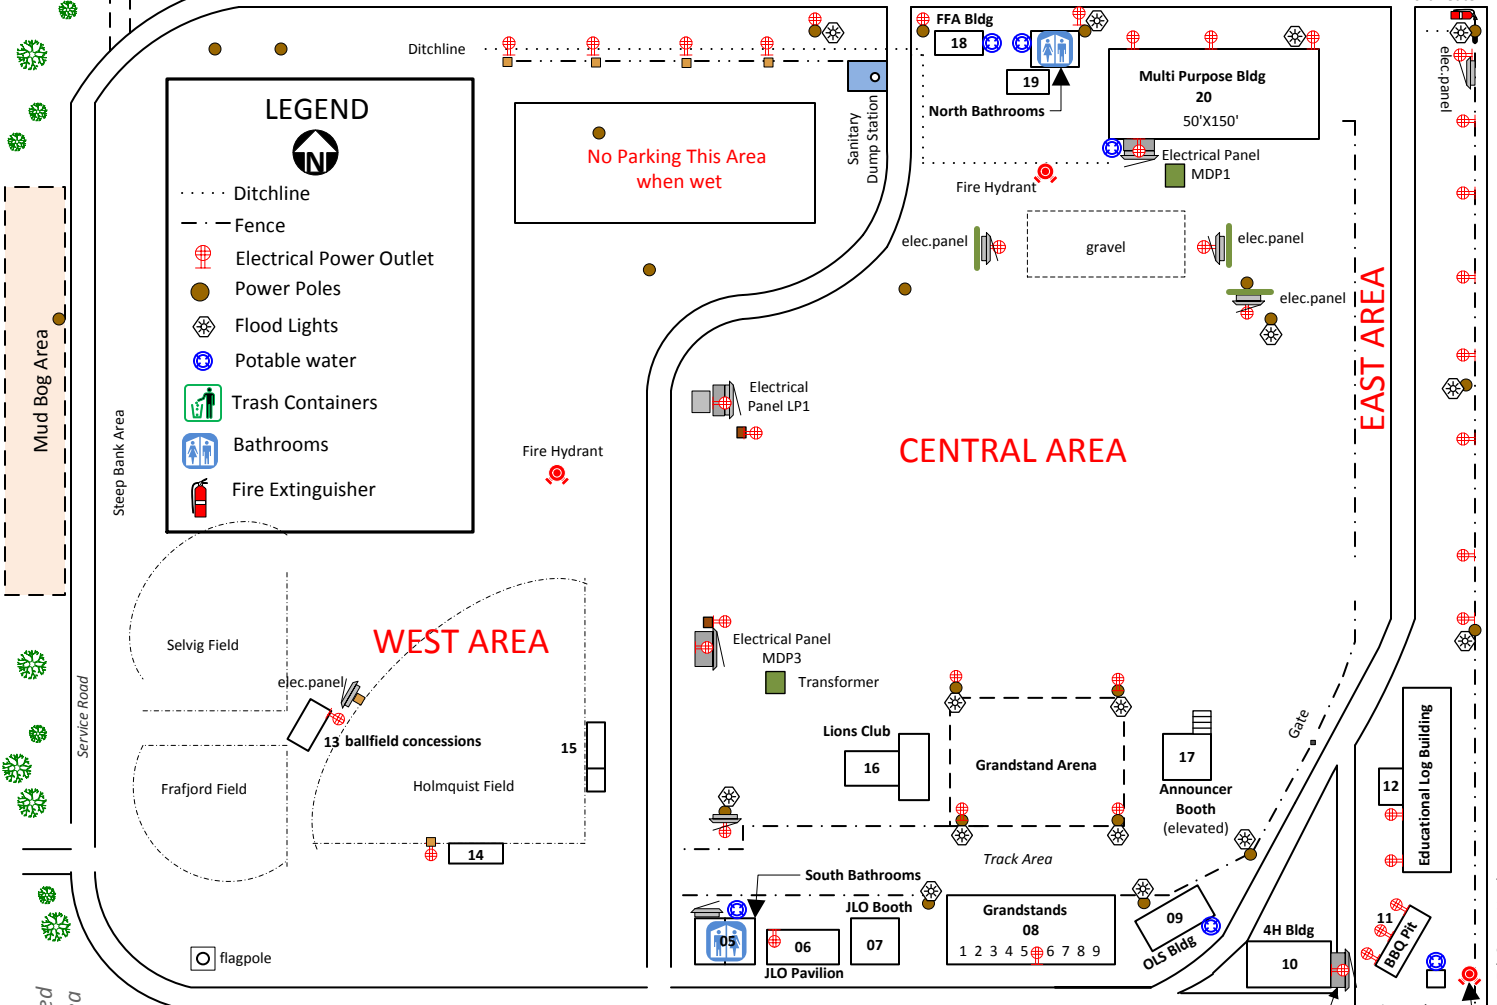 FFA Bldg
Ditchline
18
19
North Bathrooms
Multi Purpose Bldg
20
50'X150'
elec.panel
LEGEND
N
Ditchline
Fence
Electrical Power Outlet
Power Poles
Flood Lights
Potable water
Trash Containers
Bathrooms
Fire Extinguisher
No Parking This Area
when wet
Sanitary
Dump Station
Electrical Panel
MDP1
Fire Hydrant
elec.panel
gravel
elec.panel
elec.panel
EAST AREA
Mud Bog Area
Steep Bank Area
Electrical
Panel LP1
Fire Hydrant
CENTRAL AREA
Selvig Field
WEST AREA
Electrical Panel
MDP3
Transformer
elec.panel
Service Road
13 ballfield concessions
15
Frafjord Field
Holmquist Field
14
Lions Club
16
Grandstand Arena
17
Announcer
Booth
(elevated)
Gate
12
Educational Log Building
Track Area
South Bathrooms
05
06
JLO Pavilion
JLO Booth
07
Grandstands
08
1 2 3 4 5 6 7 8 9
09
OLS Bldg
4H Bldg
10
11
BBQ Pit
flagpole